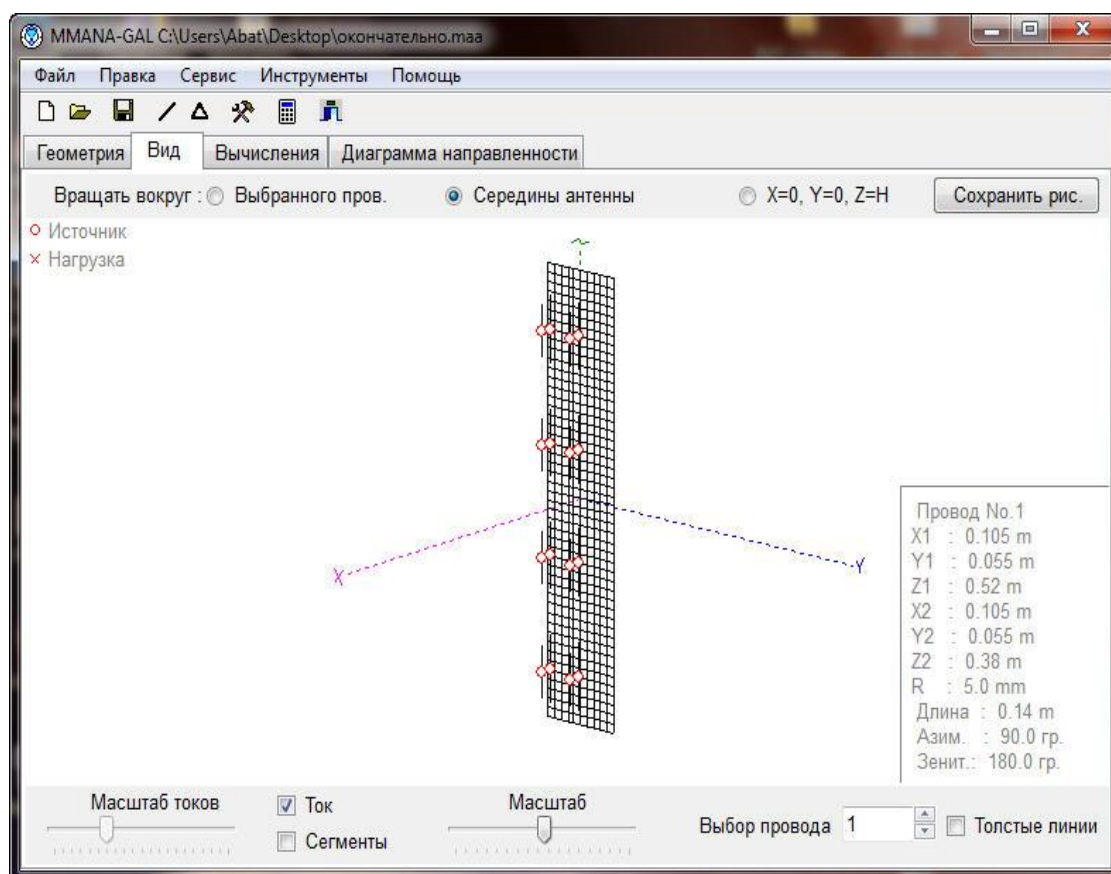 MMANA-GAL C:\Users\Abat\Desktop\окончательно.maa
Файл Правка Сервис Инструменты Помощь
Геометрия Вид Вычисления Диаграмма направленности
Вращать вокруг : Выбранного пров. Середины антенны X=0, Y=0, Z=H Сохранить рис.
Источник
Нагрузка
X
Y
Провод No.1
X1 : 0.105 m
Y1 : 0.055 m
Z1 : 0.52 m
X2 : 0.105 m
Y2 : 0.055 m
Z2 : 0.38 m
R : 5.0 mm
Длина : 0.14 m
Азим. : 90.0 гр.
Зенит.: 180.0 гр.
Масштаб токов Ток Масштаб
Сегменты
Выбор провода 1 Толстые линии